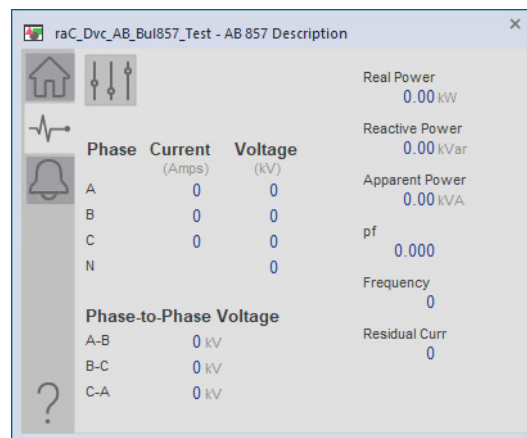 raC_Dvc_AB_Bul857_Test - AB 857 Description
Phase Current Voltage
(Amps) (kV)
A 0 0
B 0 0
C 0 0
N 0
Phase-to-Phase Voltage
A-B 0 kV
B-C 0 kV
C-A 0 kV
?
Real Power
0.00 kW
Reactive Power
0.00 kVar
Apparent Power
0.00 kVA
pf
0.000
Frequency
0
Residual Curr
0